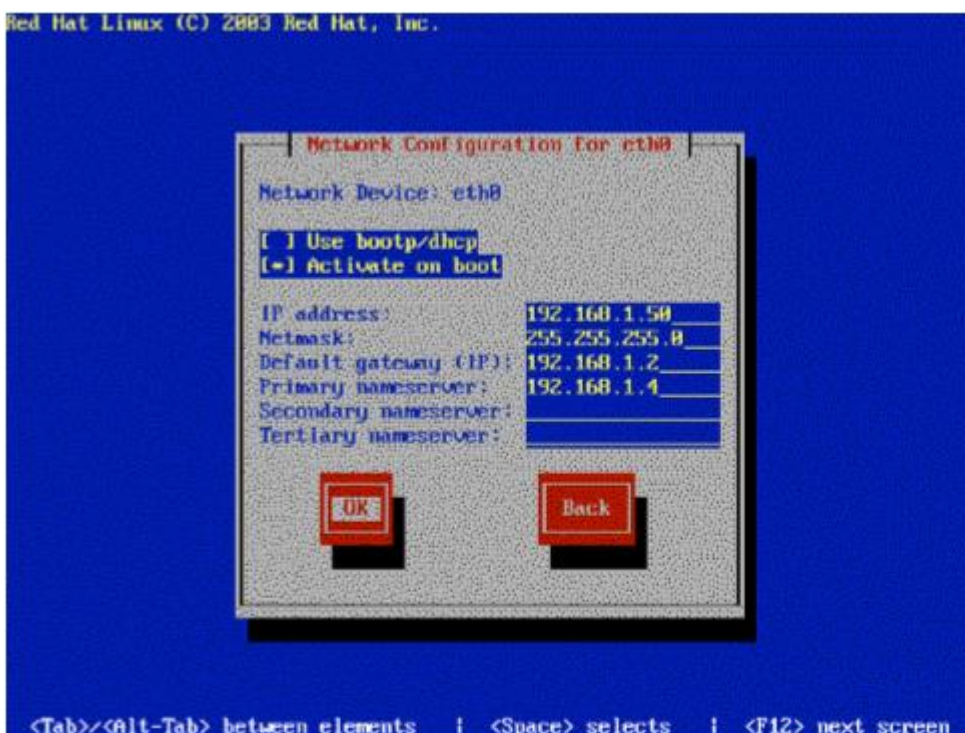 Red Hat Linux (C) 2003 Red Hat, Inc.
Network Configuration for eth0
Network Device: eth0
[ ] Use bootp/dhcp
[*] Activate on boot
IP address: 192.168.1.50
Netmask: 255.255.255.0
Default gateway (IP): 192.168.1.2
Primary nameserver: 192.168.1.4
Secondary nameserver:
Tertiary nameserver:
OK Back
<Tab>/<Alt-Tab> between elements | <Space> selects | <F12> next screen